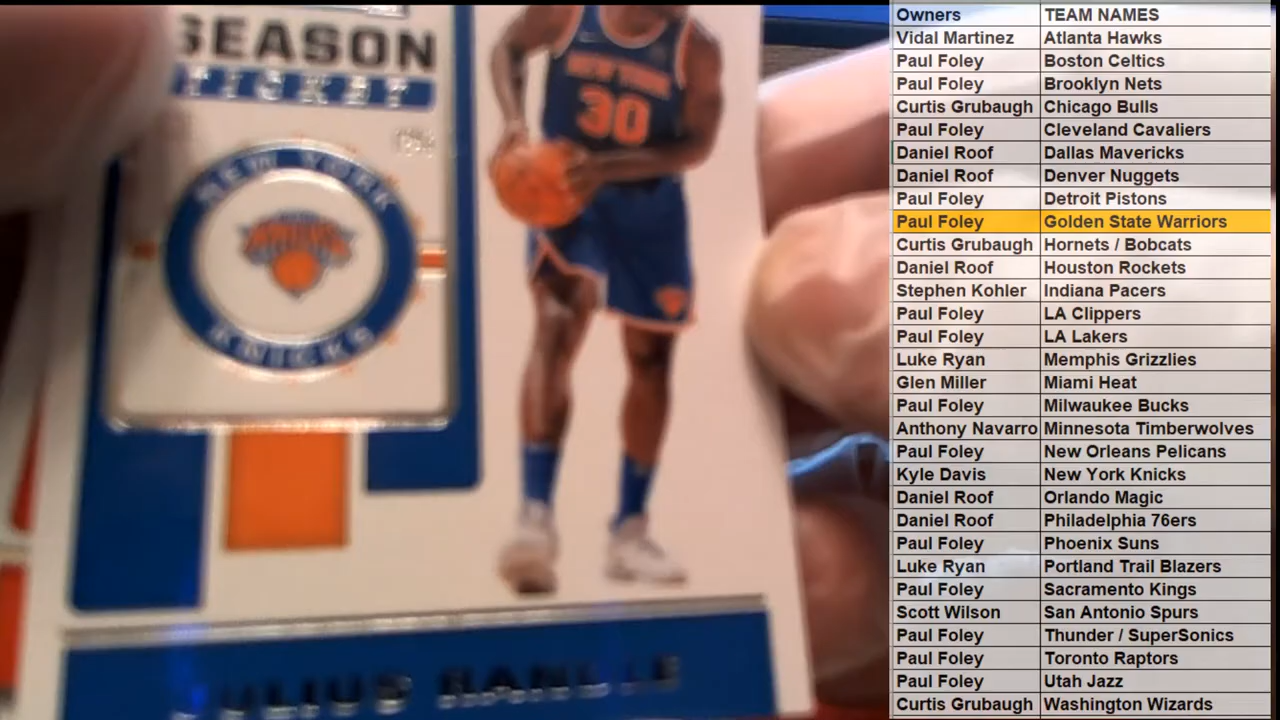 SEASON
TICKET
NEW YORK
KNICKS
NEW YORK
30
JULIUS RANDLE
Owners TEAM NAMES
Vidal Martinez Atlanta Hawks
Paul Foley Boston Celtics
Paul Foley Brooklyn Nets
Curtis Grubaugh Chicago Bulls
Paul Foley Cleveland Cavaliers
Daniel Roof Dallas Mavericks
Daniel Roof Denver Nuggets
Paul Foley Detroit Pistons
Paul Foley Golden State Warriors
Curtis Grubaugh Hornets / Bobcats
Daniel Roof Houston Rockets
Stephen Kohler Indiana Pacers
Paul Foley LA Clippers
Paul Foley LA Lakers
Luke Ryan Memphis Grizzlies
Glen Miller Miami Heat
Paul Foley Milwaukee Bucks
Anthony Navarro Minnesota Timberwolves
Paul Foley New Orleans Pelicans
Kyle Davis New York Knicks
Daniel Roof Orlando Magic
Daniel Roof Philadelphia 76ers
Paul Foley Phoenix Suns
Luke Ryan Portland Trail Blazers
Paul Foley Sacramento Kings
Scott Wilson San Antonio Spurs
Paul Foley Thunder / SuperSonics
Paul Foley Toronto Raptors
Paul Foley Utah Jazz
Curtis Grubaugh Washington Wizards